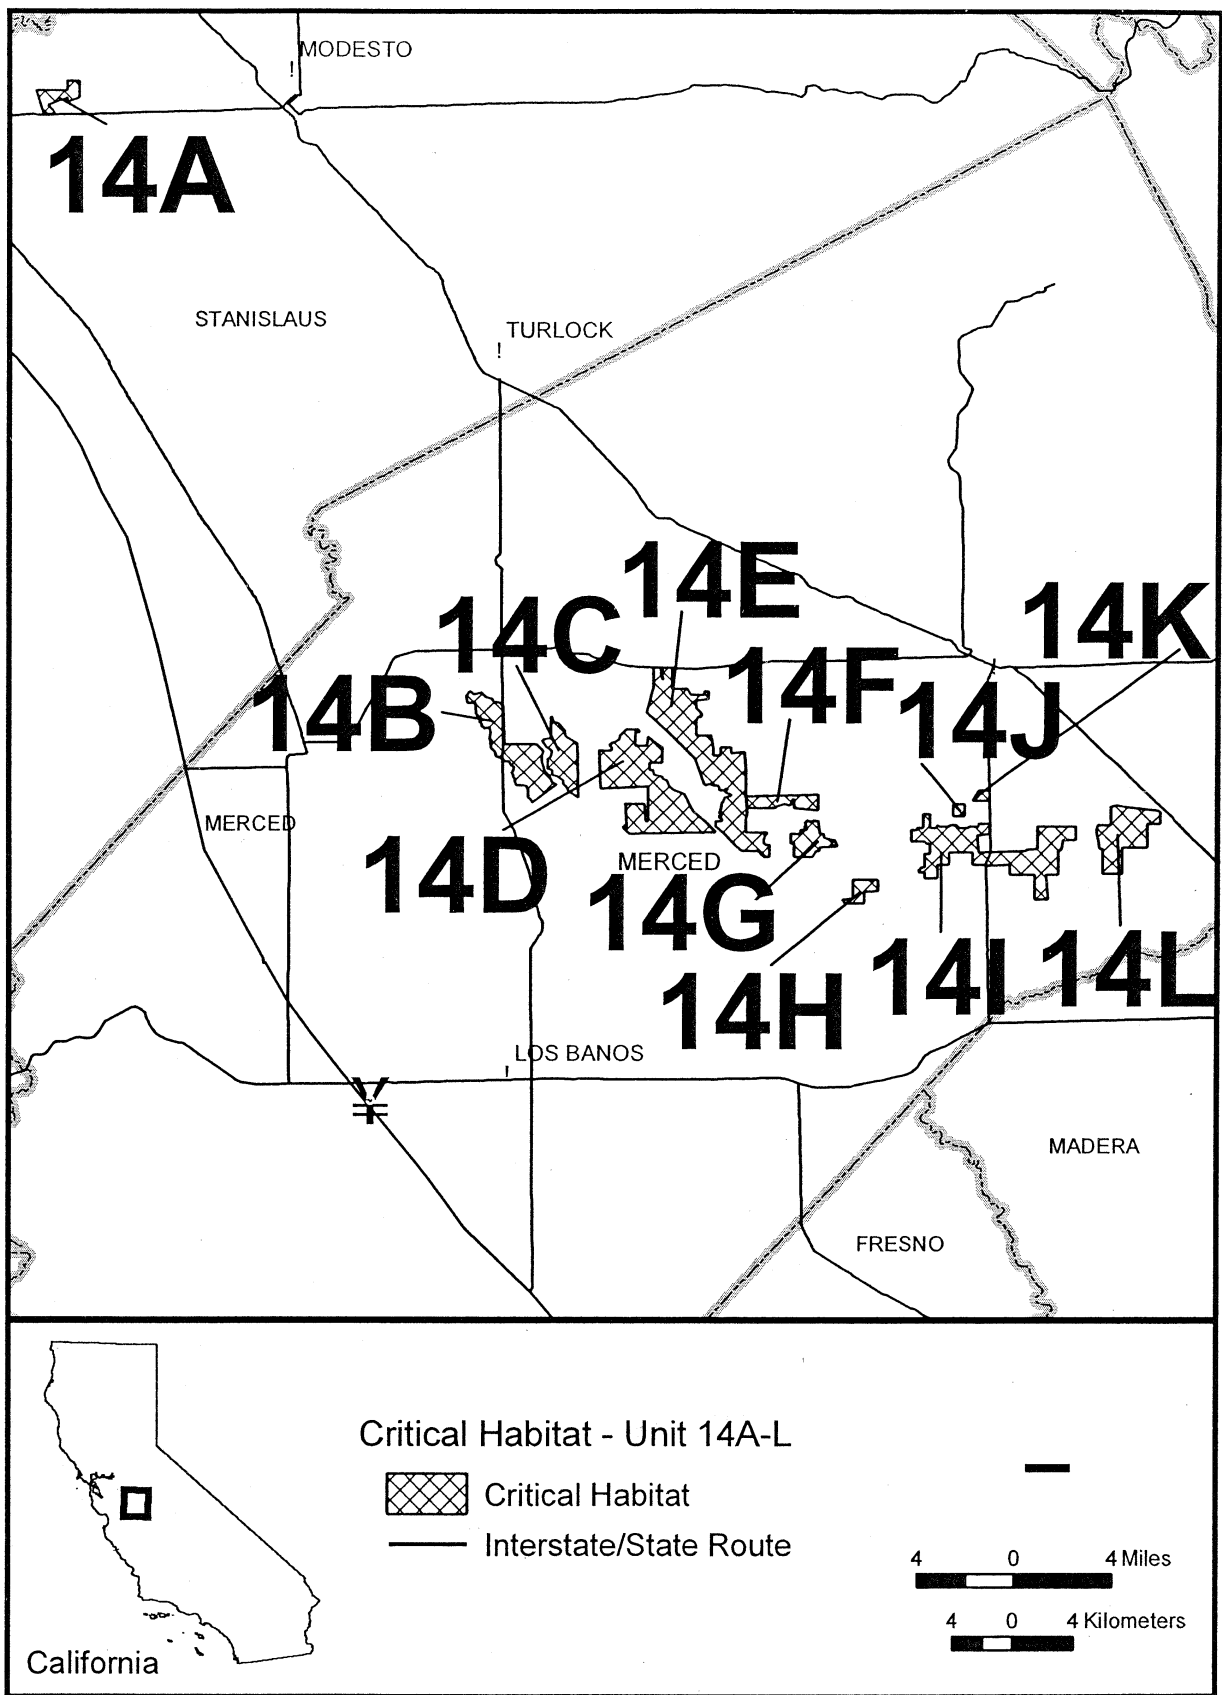 MODESTO
!
14A
STANISLAUS
TURLOCK
!
14E
14K
14C
14F
14B
14J
MERCED
14D
MERCED
14G
14I
14L
14H
LOS BANOS
!
MADERA
FRESNO
Critical Habitat - Unit 14A-L
Critical Habitat
Interstate/State Route
4 0 4 Miles
4 0 4 Kilometers
California